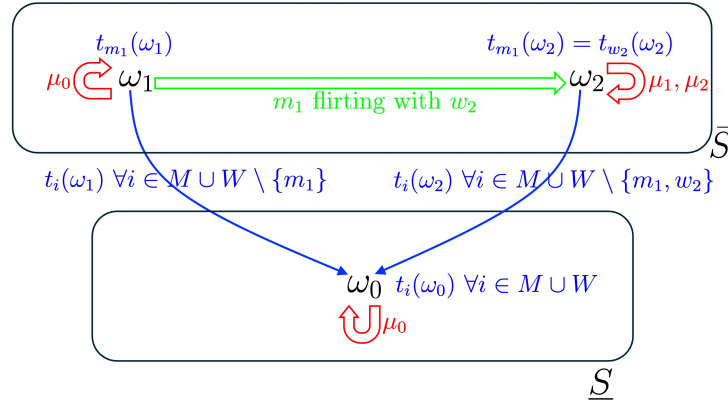 t_{m_1}(ω_1)
t_{m_1}(ω_2) = t_{w_2}(ω_2)
μ_0
ω_1
ω_2
μ_1, μ_2
m_1 flirting with w_2
S̄
t_i(ω_1) ∀i ∈ M ∪ W \ {m_1}
t_i(ω_2) ∀i ∈ M ∪ W \ {m_1, w_2}
ω_0
t_i(ω_0) ∀i ∈ M ∪ W
μ_0
S̲